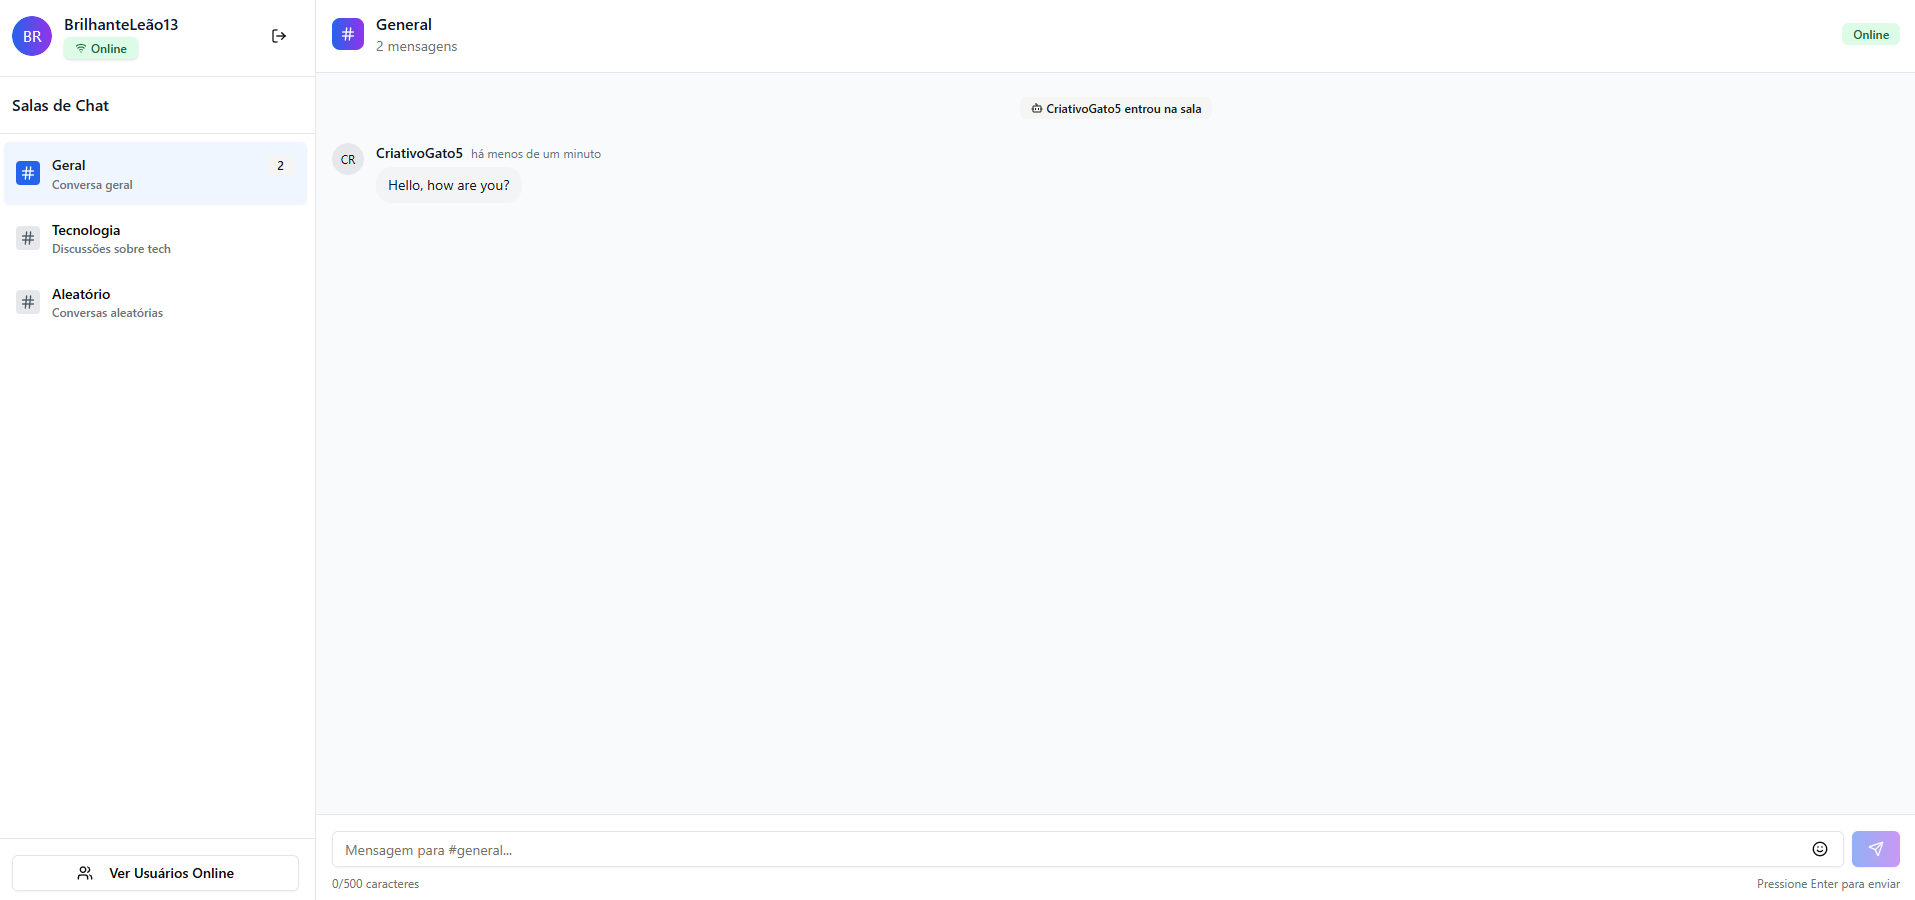 BR
BrilhanteLeão13
Online
Salas de Chat
Geral
2
Conversa geral
Tecnologia
Discussões sobre tech
Aleatório
Conversas aleatórias
Ver Usuários Online
General
2 mensagens
Online
CriativoGato5 entrou na sala
CR
CriativoGato5 há menos de um minuto
Hello, how are you?
Mensagem para #general...
0/500 caracteres
Pressione Enter para enviar